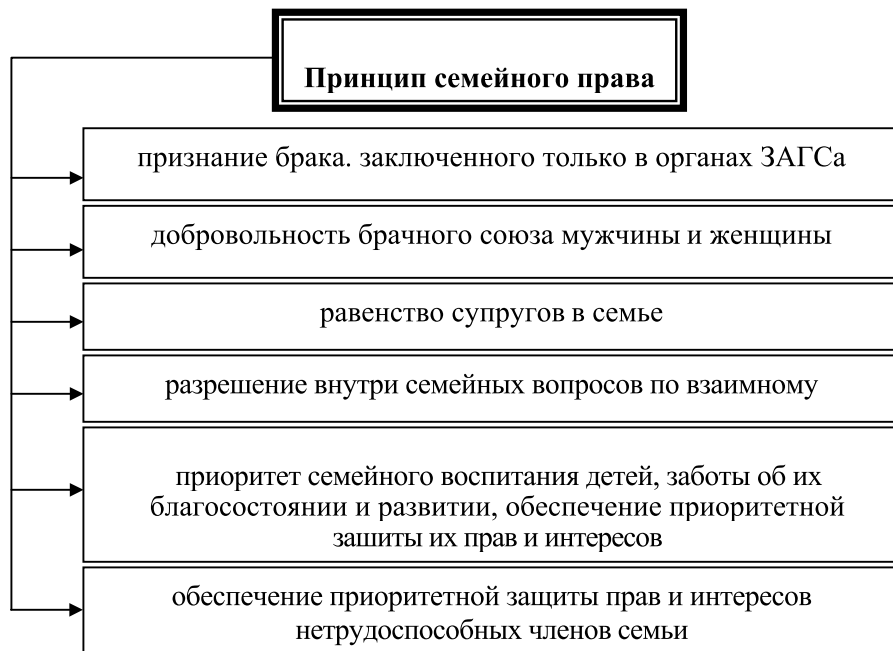 Принцип семейного права
признание брака. заключенного только в органах ЗАГСа
добровольность брачного союза мужчины и женщины
равенство супругов в семье
разрешение внутри семейных вопросов по взаимному
приоритет семейного воспитания детей, заботы об их
благосостоянии и развитии, обеспечение приоритетной
зашиты их прав и интересов
обеспечение приоритетной защиты прав и интересов
нетрудоспособных членов семьи